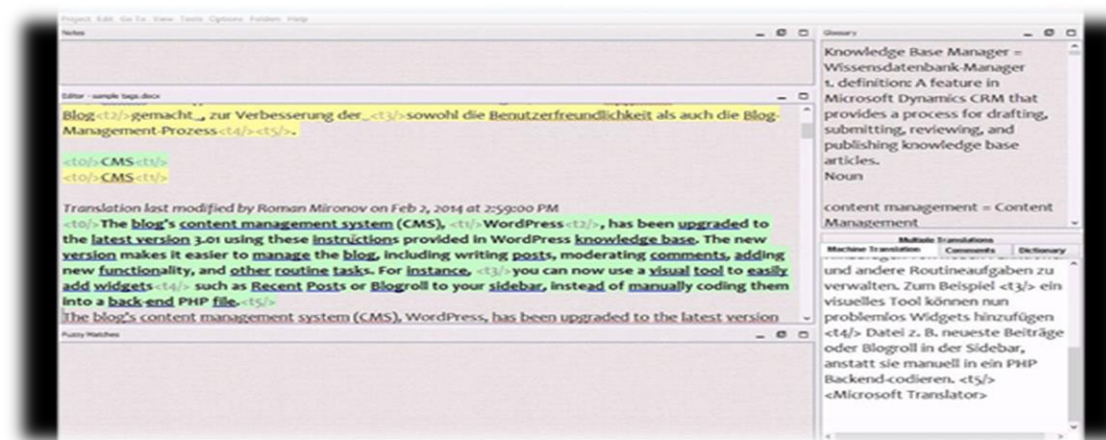 Project Edit Go To View Tools Options Folders Help
Notes
Editor - sample tags.docx
Blog<t2/>gemacht_, zur Verbesserung der_<t3/>sowohl die Benutzerfreundlichkeit als auch die Blog-
Management-Prozess<t4/><t5/>.
<t0/>CMS<t1/>
<t0/>CMS<t1/>
Translation last modified by Roman Mironov on Feb 2, 2014 at 2:59:00 PM
<t0/>The blog's content management system (CMS), <t1/>WordPress<t2/>, has been upgraded to
the latest version 3.01 using these instructions provided in WordPress knowledge base. The new
version makes it easier to manage the blog, including writing posts, moderating comments, adding
new functionality, and other routine tasks. For instance, <t3/>you can now use a visual tool to easily
add widgets<t4/> such as Recent Posts or Blogroll to your sidebar, instead of manually coding them
into a back-end PHP file.<t5/>
The blog's content management system (CMS), WordPress, has been upgraded to the latest version
Fuzzy Matches
Glossary
Knowledge Base Manager =
Wissensdatenbank-Manager
1. definition: A feature in
Microsoft Dynamics CRM that
provides a process for drafting,
submitting, reviewing, and
publishing knowledge base
articles.
Noun
content management = Content
Management
Multiple Translations
Machine Translation Comments Dictionary
und andere Routineaufgaben zu
verwalten. Zum Beispiel <t3/> ein
visuelles Tool können nun
problemlos Widgets hinzufügen
<t4/> Datei z. B. neueste Beiträge
oder Blogroll in der Sidebar,
anstatt sie manuell in ein PHP
Backend-codieren. <t5/>
<Microsoft Translator>